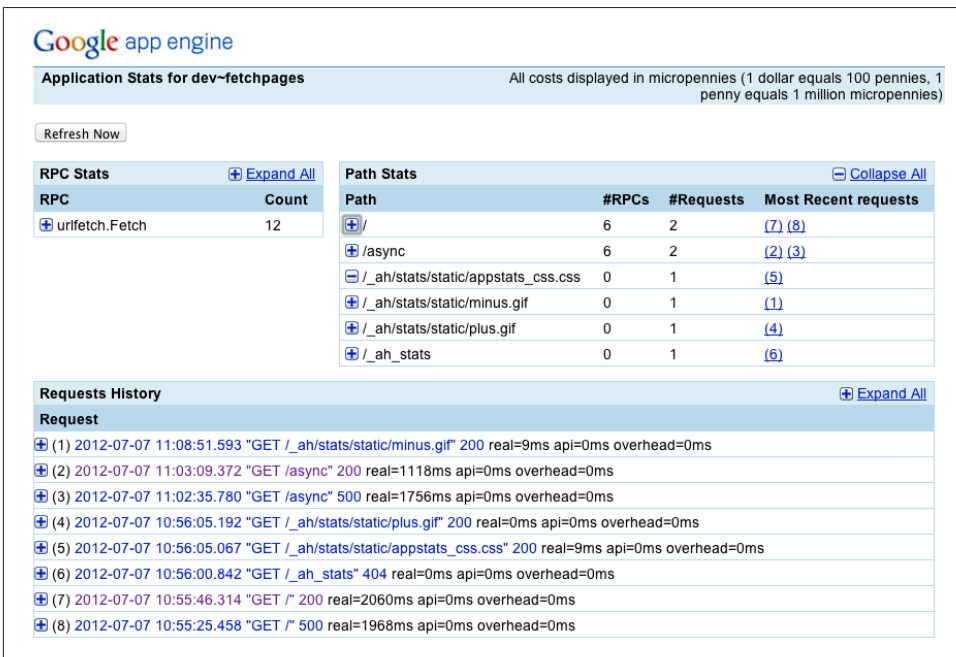 Google app engine
Application Stats for dev~fetchpages
All costs displayed in micropennies (1 dollar equals 100 pennies, 1
penny equals 1 million micropennies)
Refresh Now
RPC Stats Expand All
RPC Count
urlfetch.Fetch 12
Path Stats Collapse All
Path #RPCs #Requests Most Recent requests
/ 6 2 (7) (8)
/async 6 2 (2) (3)
/_ah/stats/static/appstats_css.css 0 1 (5)
/_ah/stats/static/minus.gif 0 1 (1)
/_ah/stats/static/plus.gif 0 1 (4)
/_ah_stats 0 1 (6)
Requests History Expand All
Request
(1) 2012-07-07 11:08:51.593 "GET /_ah/stats/static/minus.gif" 200 real=9ms api=0ms overhead=0ms
(2) 2012-07-07 11:03:09.372 "GET /async" 200 real=1118ms api=0ms overhead=0ms
(3) 2012-07-07 11:02:35.780 "GET /async" 500 real=1756ms api=0ms overhead=0ms
(4) 2012-07-07 10:56:05.192 "GET /_ah/stats/static/plus.gif" 200 real=0ms api=0ms overhead=0ms
(5) 2012-07-07 10:56:05.067 "GET /_ah/stats/static/appstats_css.css" 200 real=9ms api=0ms overhead=0ms
(6) 2012-07-07 10:56:00.842 "GET /_ah_stats" 404 real=0ms api=0ms overhead=0ms
(7) 2012-07-07 10:55:46.314 "GET /" 200 real=2060ms api=0ms overhead=0ms
(8) 2012-07-07 10:55:25.458 "GET /" 500 real=1968ms api=0ms overhead=0ms